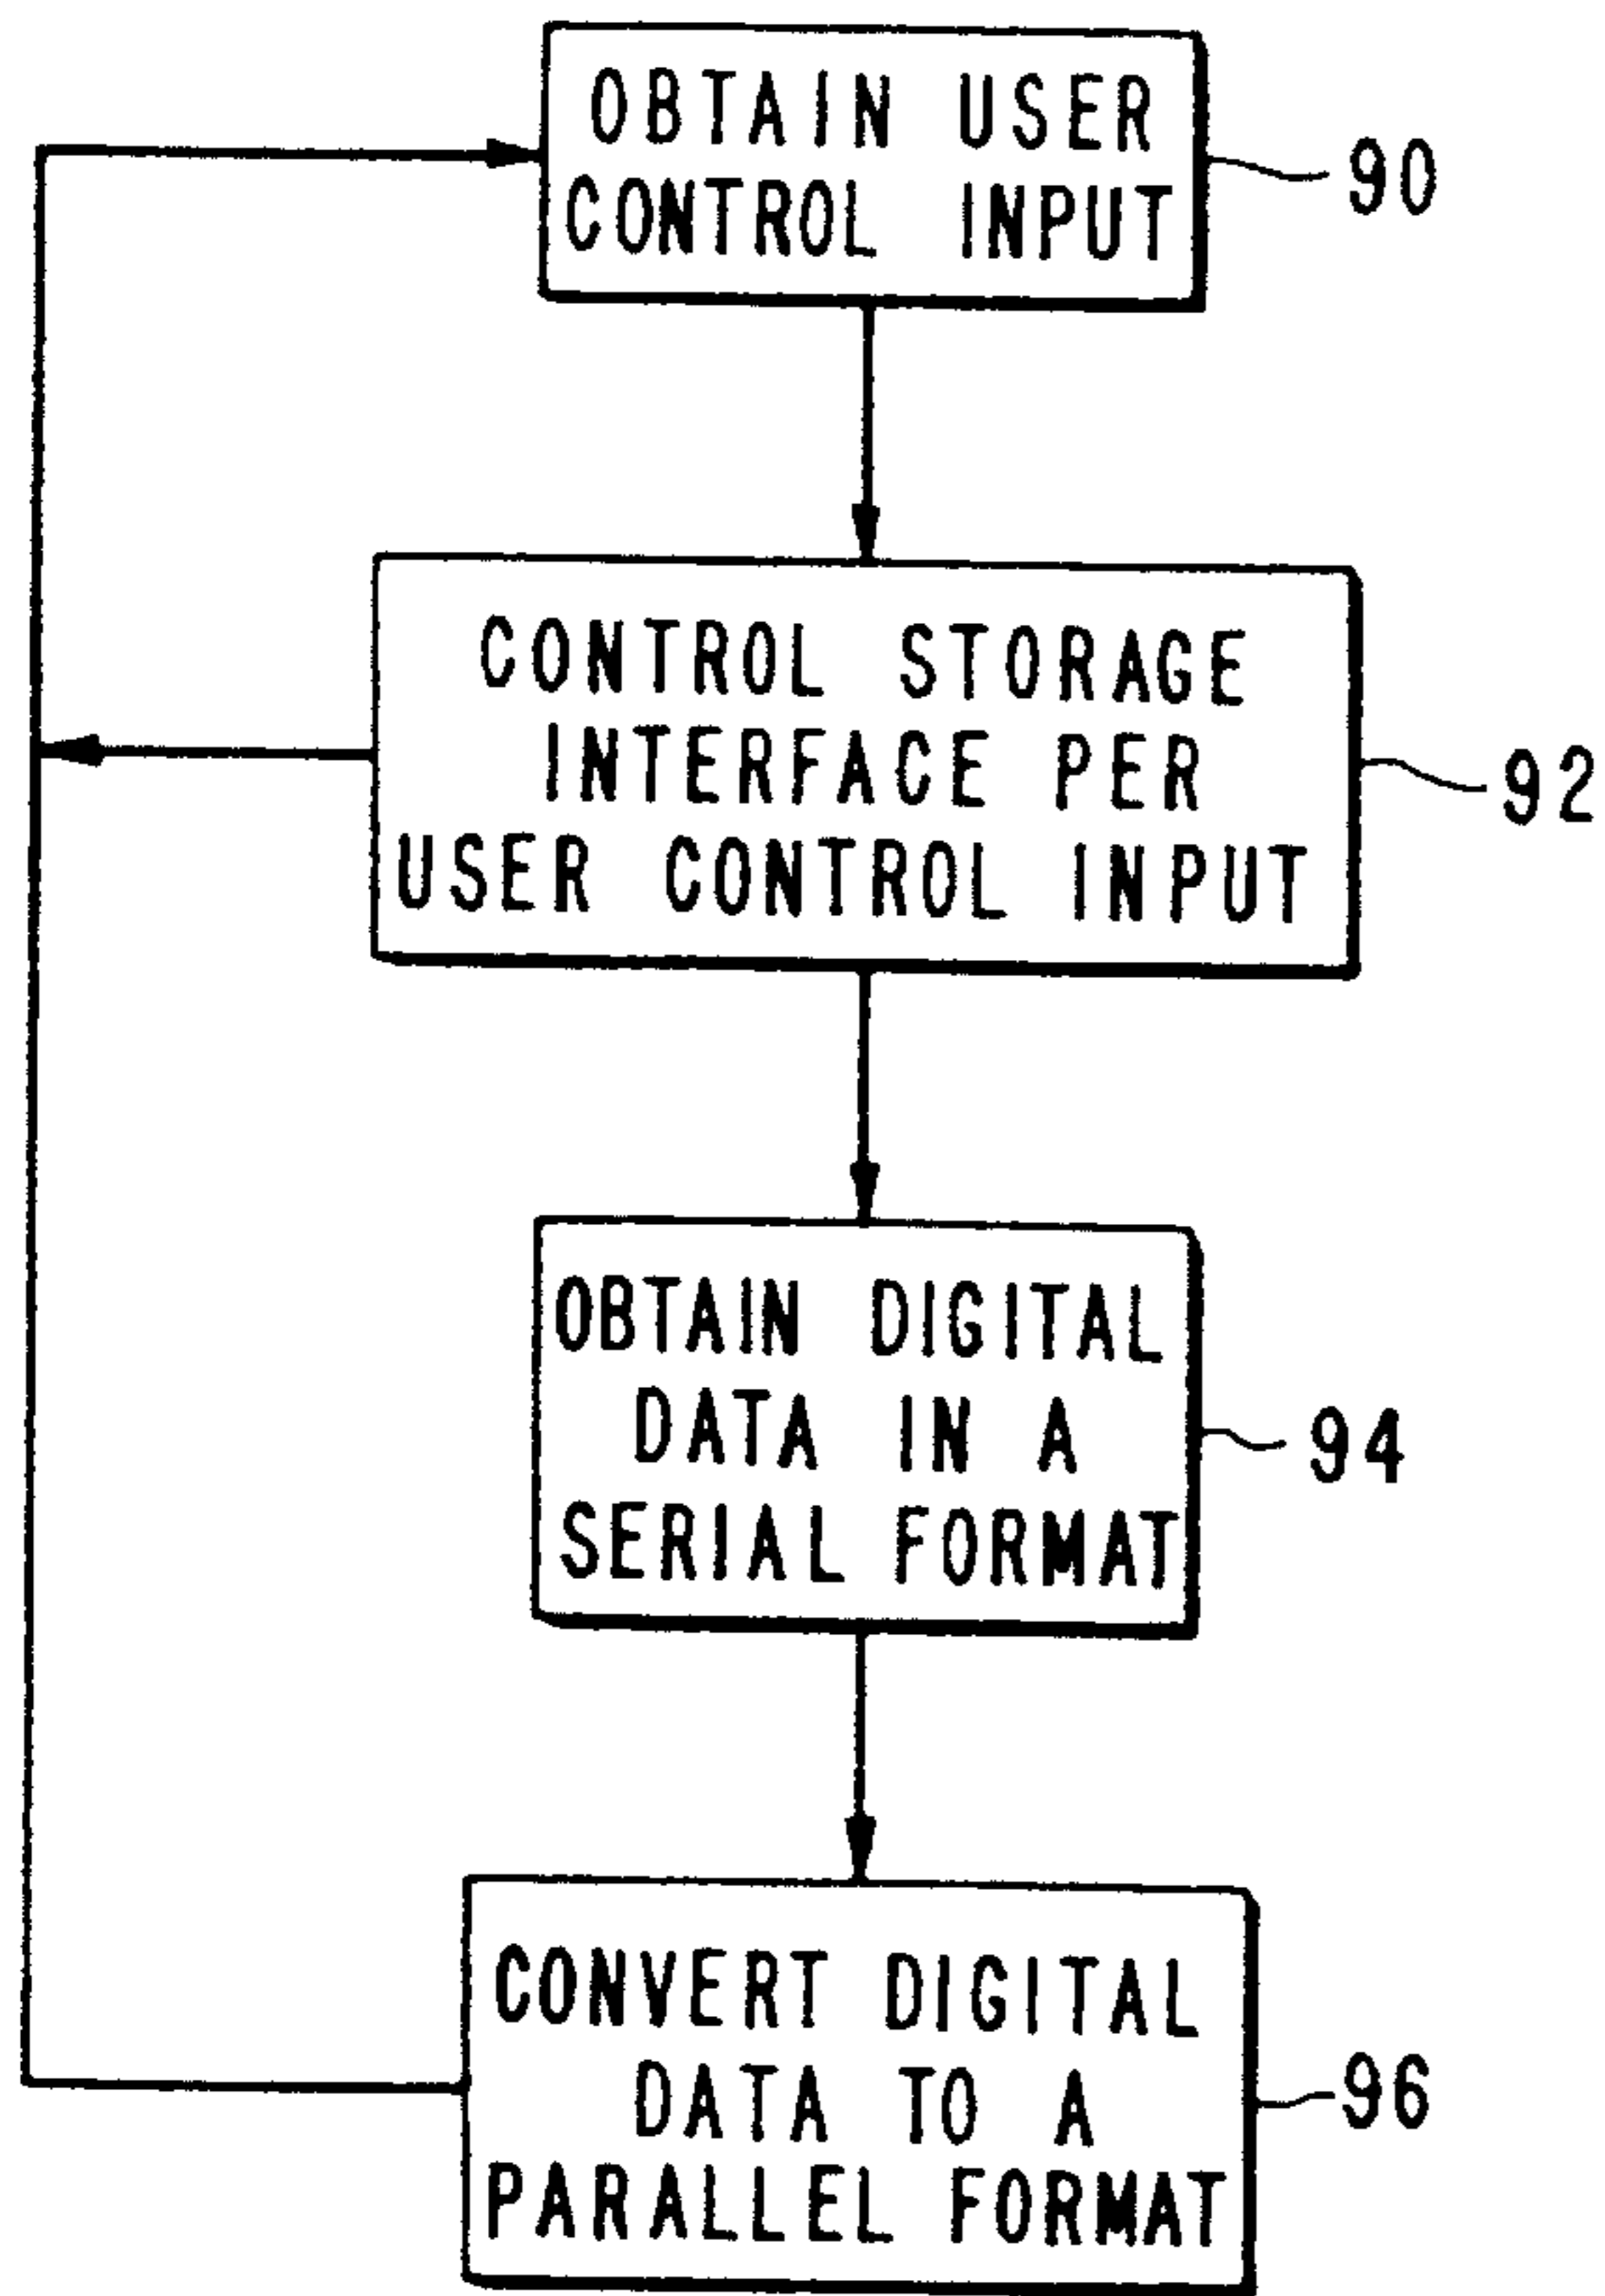 OBTAIN USER
CONTROL INPUT
90
CONTROL STORAGE
INTERFACE PER
USER CONTROL INPUT
92
OBTAIN DIGITAL
DATA IN A
SERIAL FORMAT
94
CONVERT DIGITAL
DATA TO A
PARALLEL FORMAT
96